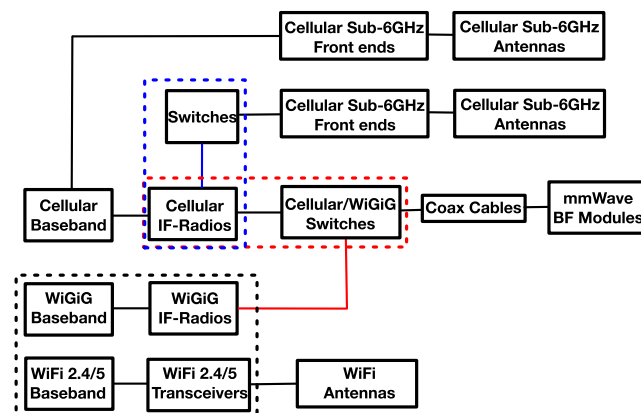 Cellular Sub-6GHz
Front ends
Cellular Sub-6GHz
Antennas
Switches
Cellular Sub-6GHz
Front ends
Cellular Sub-6GHz
Antennas
Cellular
Baseband
Cellular
IF-Radios
Cellular/WiGiG
Switches
Coax Cables
mmWave
BF Modules
WiGiG
Baseband
WiGiG
IF-Radios
WiFi 2.4/5
Baseband
WiFi 2.4/5
Transceivers
WiFi
Antennas